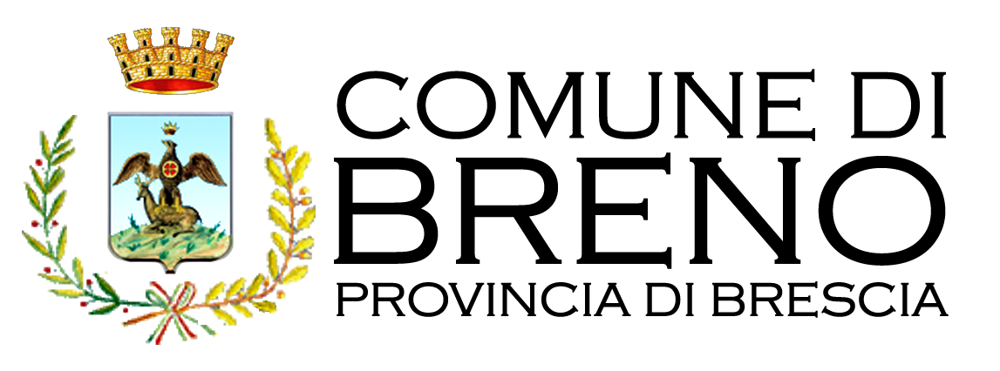 COMUNE DI
BRENO
PROVINCIA DI BRESCIA